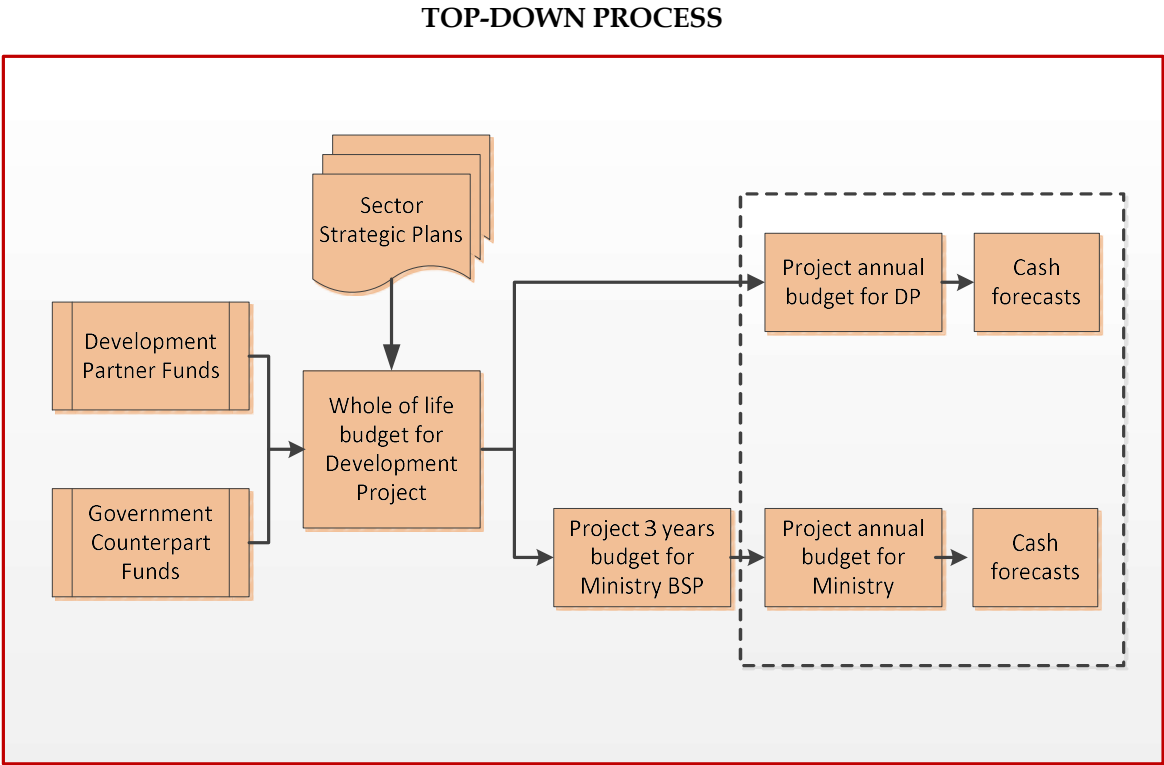 TOP-DOWN PROCESS
Sector
Strategic Plans
Development
Partner Funds
Government
Counterpart
Funds
Whole of life
budget for
Development
Project
Project annual
budget for DP
Cash
forecasts
Project 3 years
budget for
Ministry BSP
Project annual
budget for
Ministry
Cash
forecasts